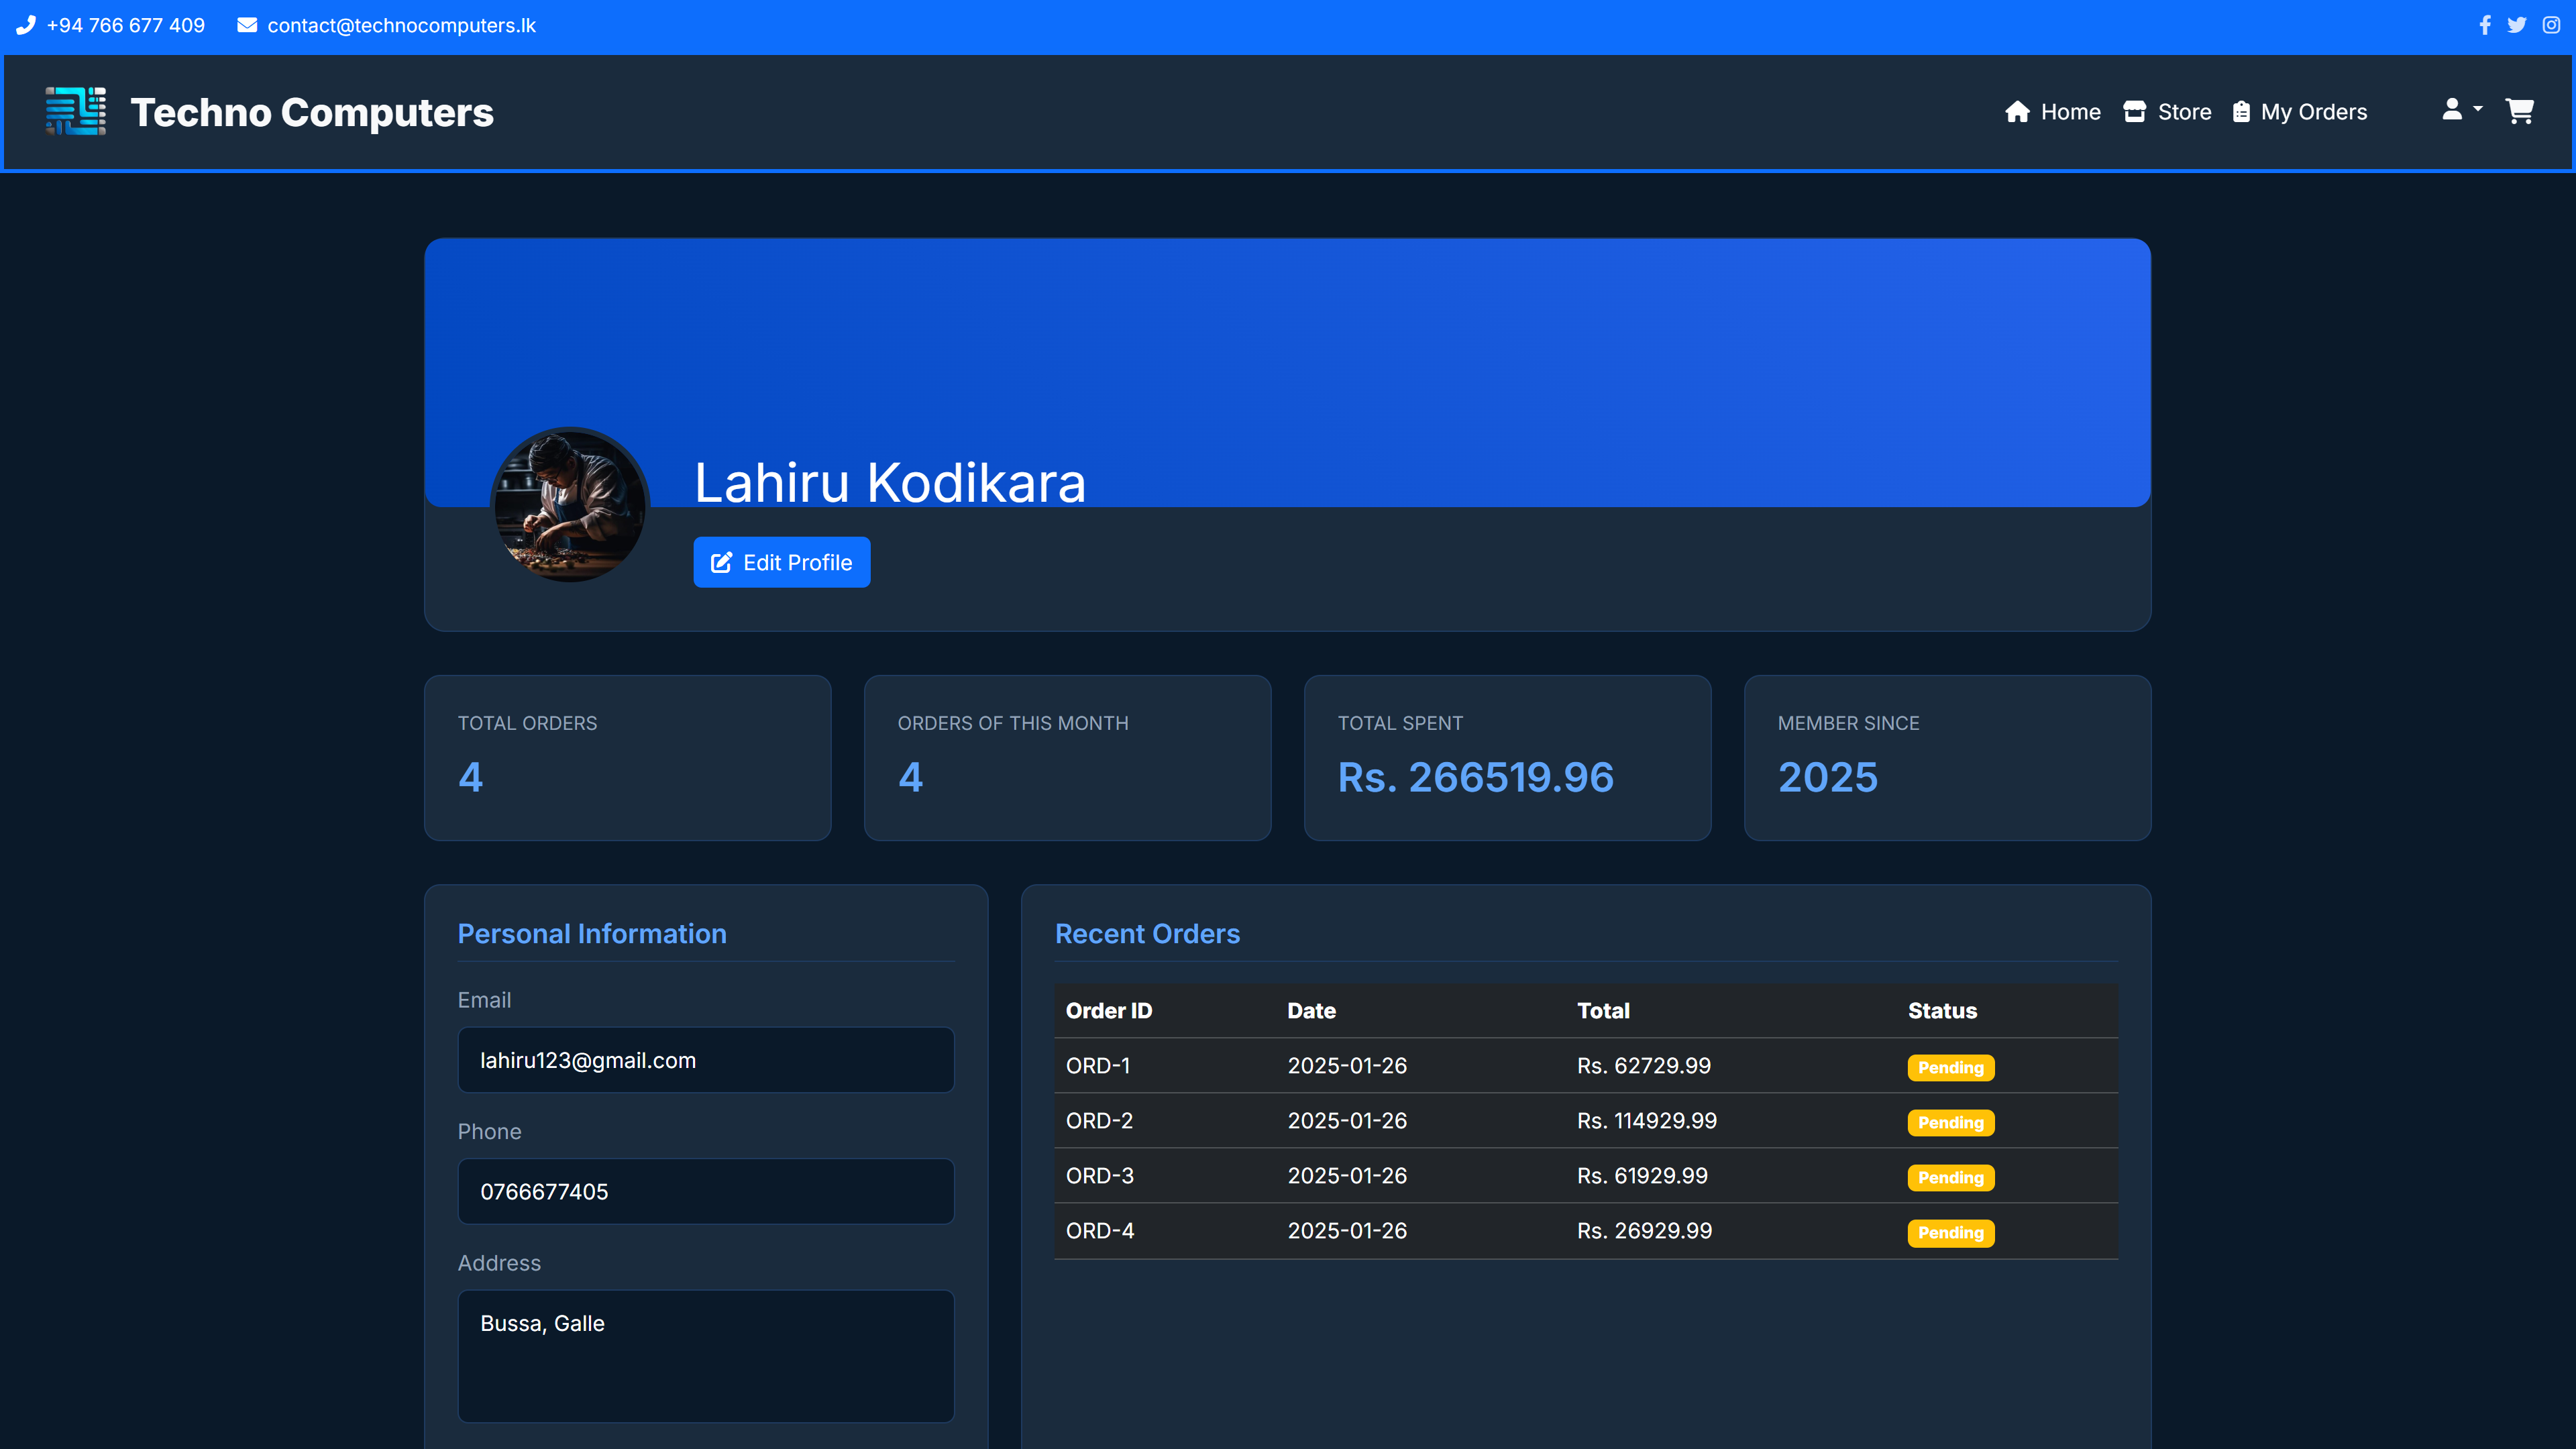 +94 766 677 409 contact@technocomputers.lk
Techno Computers
Home Store My Orders
Lahiru Kodikara
Edit Profile
TOTAL ORDERS
4
ORDERS OF THIS MONTH
4
TOTAL SPENT
Rs. 266519.96
MEMBER SINCE
2025
Personal Information
Email
lahiru123@gmail.com
Phone
0766677405
Address
Bussa, Galle
Recent Orders
Order ID Date Total Status
ORD-1 2025-01-26 Rs. 62729.99 Pending
ORD-2 2025-01-26 Rs. 114929.99 Pending
ORD-3 2025-01-26 Rs. 61929.99 Pending
ORD-4 2025-01-26 Rs. 26929.99 Pending